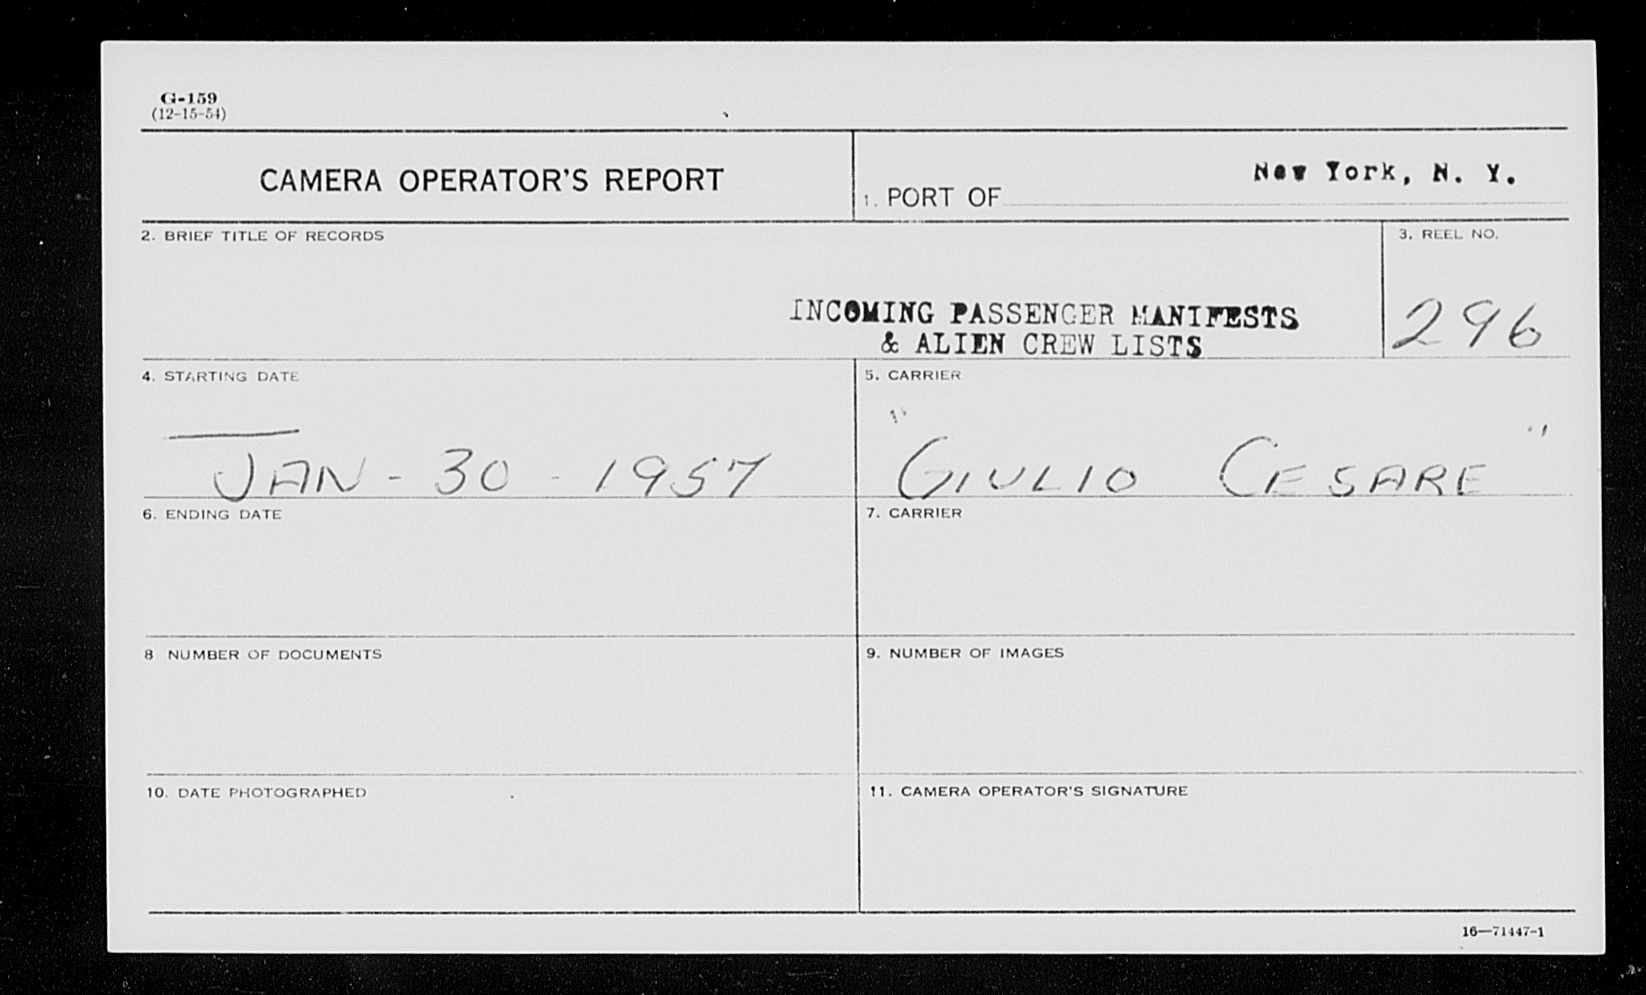 G-159
(12-15-54)
CAMERA OPERATOR'S REPORT
1. PORT OF New York, N. Y.
2. BRIEF TITLE OF RECORDS
INCOMING PASSENGER MANIFESTS
& ALIEN CREW LISTS
3. REEL NO.
296
4. STARTING DATE
JAN - 30 - 1957
5. CARRIER
"GIULIO CESARE"
6. ENDING DATE
7. CARRIER
8 NUMBER OF DOCUMENTS
9. NUMBER OF IMAGES
10. DATE PHOTOGRAPHED
11. CAMERA OPERATOR'S SIGNATURE
16—71447-1